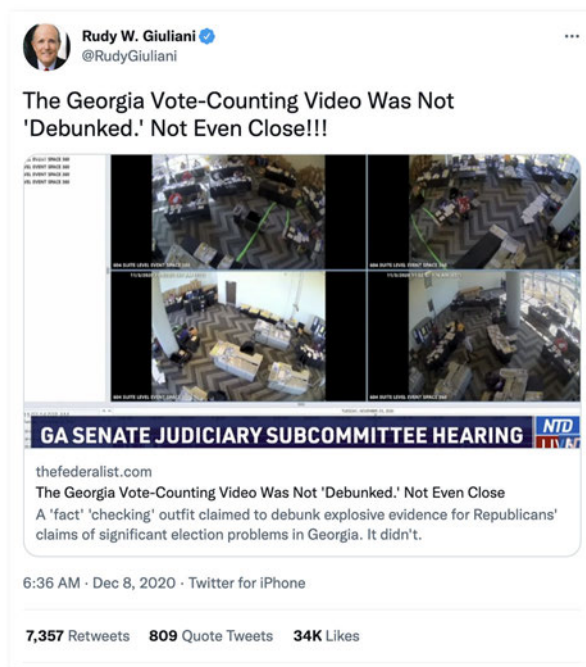 Rudy W. Giuliani
@RudyGiuliani
The Georgia Vote-Counting Video Was Not
'Debunked.' Not Even Close!!!
GA SENATE JUDICIARY SUBCOMMITTEE HEARING
NTD
LIVE
thefederalist.com
The Georgia Vote-Counting Video Was Not 'Debunked.' Not Even Close
A 'fact' 'checking' outfit claimed to debunk explosive evidence for Republicans'
claims of significant election problems in Georgia. It didn't.
6:36 AM · Dec 8, 2020 · Twitter for iPhone
7,357 Retweets 809 Quote Tweets 34K Likes